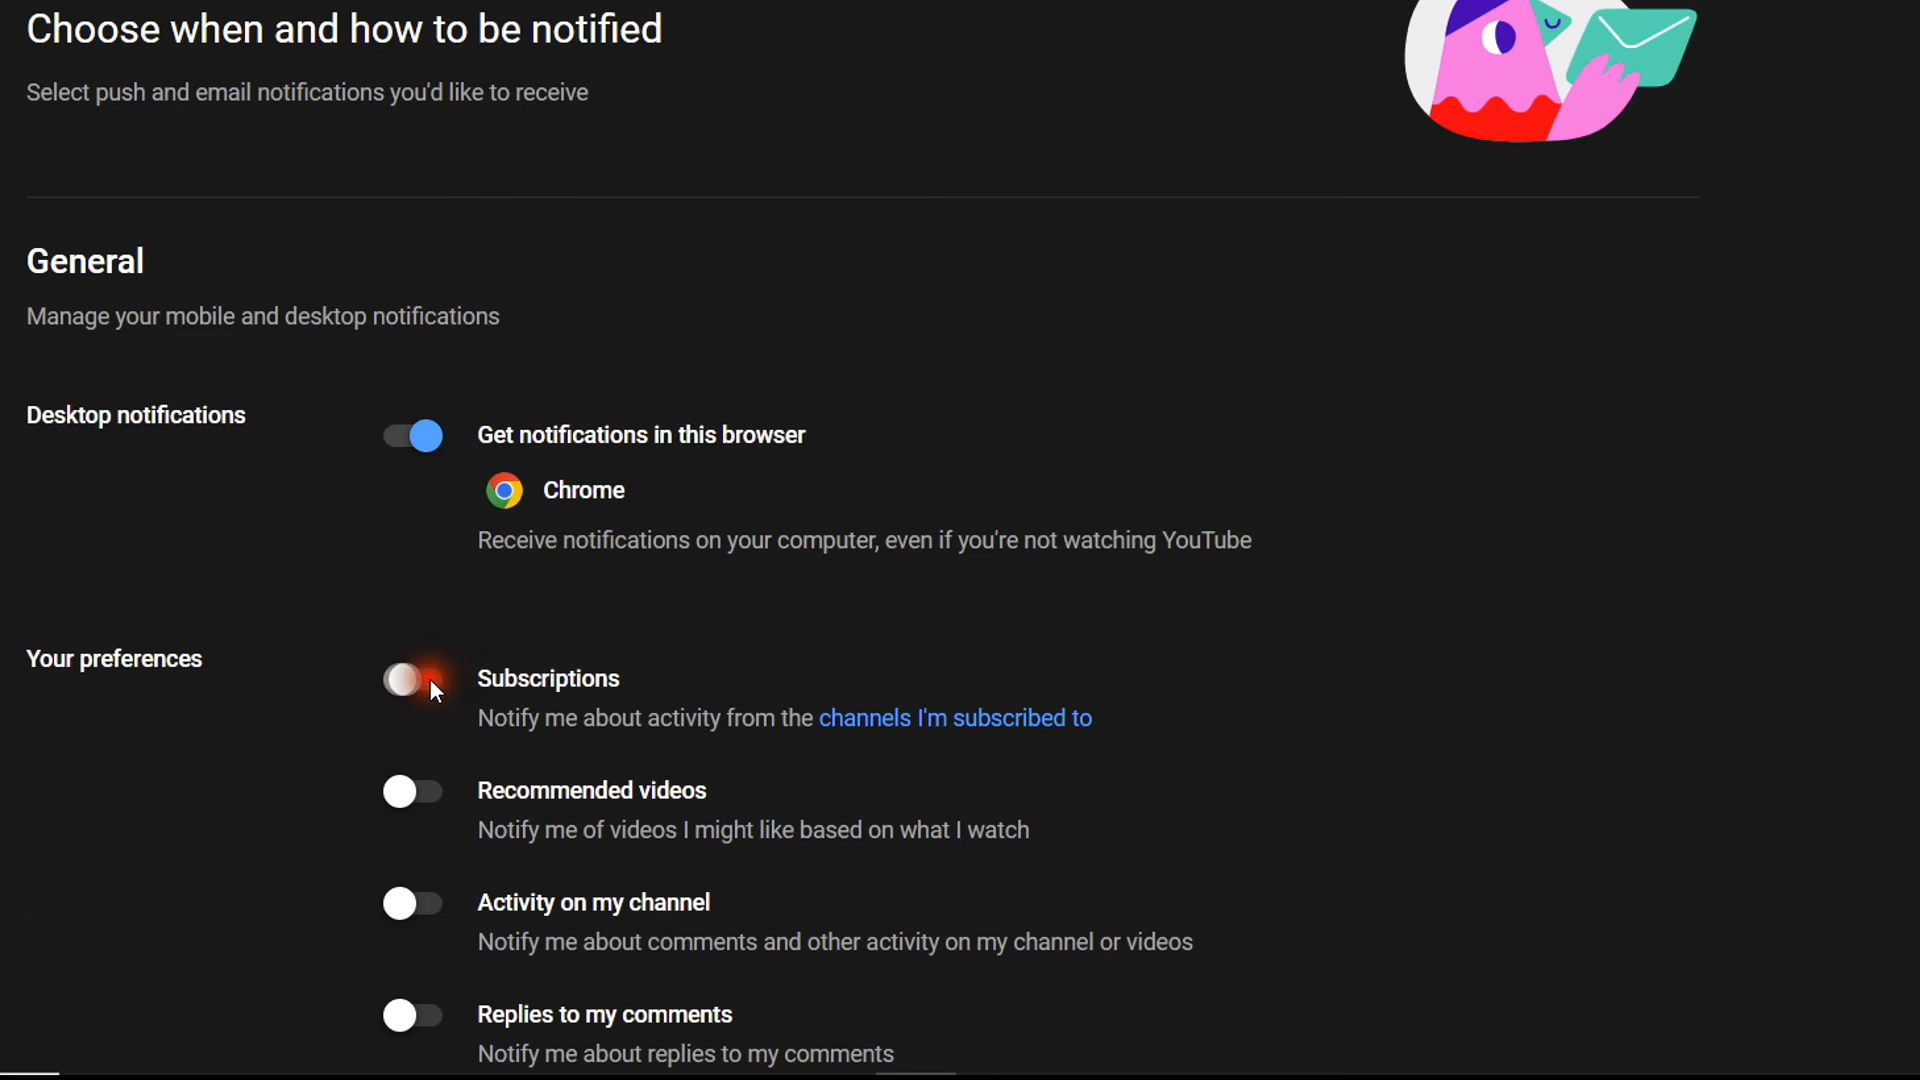 Choose when and how to be notified
Select push and email notifications you'd like to receive
General
Manage your mobile and desktop notifications
Desktop notifications
Get notifications in this browser
Chrome
Receive notifications on your computer, even if you're not watching YouTube
Your preferences
Subscriptions
Notify me about activity from the channels I'm subscribed to
Recommended videos
Notify me of videos I might like based on what I watch
Activity on my channel
Notify me about comments and other activity on my channel or videos
Replies to my comments
Notify me about replies to my comments